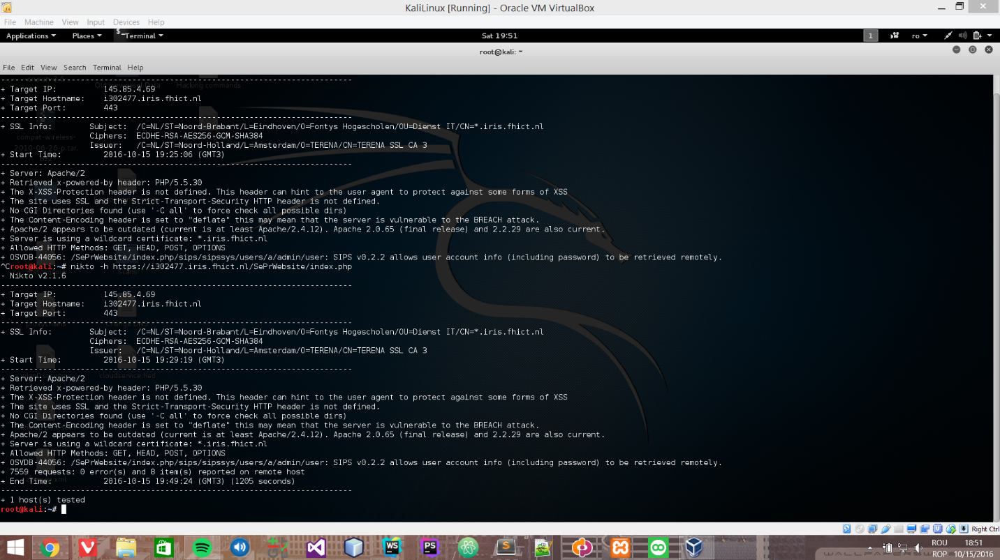 KaliLinux [Running] - Oracle VM VirtualBox
File Machine View Input Devices Help
Applications Places Terminal Sat 19:51 1 ro
root@kali: ~
File Edit View Search Terminal Help
Hacking commands
--------------------------------------------------------------------------
+ Target IP: 145.85.4.69
+ Target Hostname: i302477.iris.fhict.nl
+ Target Port: 443
--------------------------------------------------------------------------
+ SSL Info: Subject: /C=NL/ST=Noord-Brabant/L=Eindhoven/O=Fontys Hogescholen/OU=Dienst IT/CN=*.iris.fhict.nl
Ciphers: ECDHE-RSA-AES256-GCM-SHA384
compat-wireless-
Issuer: /C=NL/ST=Noord-Holland/L=Amsterdam/O=TERENA/CN=TERENA SSL CA 3
2010-06-26-p.tar.
+ Start Time: 2016-10-15 19:25:06 (GMT3)
--------------------------------------------------------------------------
+ Server: Apache/2
+ Retrieved x-powered-by header: PHP/5.5.30
+ The X-XSS-Protection header is not defined. This header can hint to the user agent to protect against some forms of XSS
+ The site uses SSL and the Strict-Transport-Security HTTP header is not defined.
+ No CGI Directories found (use '-C all' to force check all possible dirs)
+ The Content-Encoding header is set to "deflate" this may mean that the server is vulnerable to the BREACH attack.
+ Apache/2 appears to be outdated (current is at least Apache/2.4.12). Apache 2.0.65 (final release) and 2.2.29 are also current.
+ Server is using a wildcard certificate: *.iris.fhict.nl
+ Allowed HTTP Methods: GET, HEAD, POST, OPTIONS
+ OSVDB-44056: /SePrWebsite/index.php/sips/sipssys/users/a/admin/user: SIPS v0.2.2 allows user account info (including password) to be retrieved remotely.
^Croot@kali:~# nikto -h https://i302477.iris.fhict.nl/SePrWebsite/index.php
- Nikto v2.1.6
--------------------------------------------------------------------------
+ Target IP: 145.85.4.69
+ Target Hostname: i302477.iris.fhict.nl
+ Target Port: 443
proxychains Change DNS
--------------------------------------------------------------------------
+ SSL Info: Subject: /C=NL/ST=Noord-Brabant/L=Eindhoven/O=Fontys Hogescholen/OU=Dienst IT/CN=*.iris.fhict.nl
Ciphers: ECDHE-RSA-AES256-GCM-SHA384
Issuer: /C=NL/ST=Noord-Holland/L=Amsterdam/O=TERENA/CN=TERENA SSL CA 3
+ Start Time: 2016-10-15 19:29:19 (GMT3)
--------------------------------------------------------------------------
cloudservice.hed
+ Server: Apache/2
+ Retrieved x-powered-by header: PHP/5.5.30
+ The X-XSS-Protection header is not defined. This header can hint to the user agent to protect against some forms of XSS
+ The site uses SSL and the Strict-Transport-Security HTTP header is not defined.
+ No CGI Directories found (use '-C all' to force check all possible dirs)
+ The Content-Encoding header is set to "deflate" this may mean that the server is vulnerable to the BREACH attack.
+ Apache/2 appears to be outdated (current is at least Apache/2.4.12). Apache 2.0.65 (final release) and 2.2.29 are also current.
+ Server is using a wildcard certificate: *.iris.fhict.nl
+ Allowed HTTP Methods: GET, HEAD, POST, OPTIONS
+ OSVDB-44056: /SePrWebsite/index.php/sips/sipssys/users/a/admin/user: SIPS v0.2.2 allows user account info (including password) to be retrieved remotely.
+ 7559 requests: 0 error(s) and 8 item(s) reported on remote host
+ End Time: 2016-10-15 19:49:24 (GMT3) (1205 seconds)
--------------------------------------------------------------------------
+ 1 host(s) tested
root@kali:~#
Right Ctrl
WS PS
ROU 18:51
ROP 10/15/2016